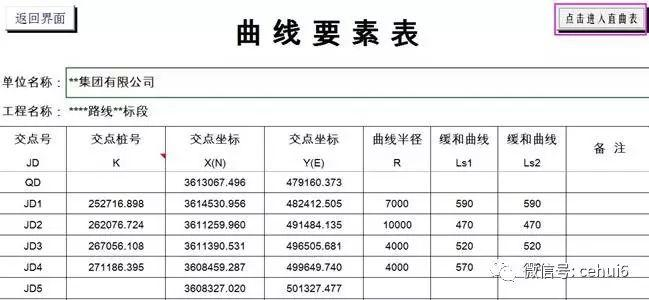 返回界面
点击进入直曲表
曲线要素表
单位名称： **集团有限公司
工程名称： ****路线**标段
交点号 交点桩号 交点坐标 交点坐标 曲线半径 缓和曲线 缓和曲线 备 注
JD K X(N) Y(E) R Ls1 Ls2
QD 3613067.496 479160.373
JD1 252716.898 3614530.956 482412.505 7000 590 590
JD2 262076.724 3611259.960 491484.135 10000 470 470
JD3 267056.108 3611390.531 496505.681 4000 520 520
JD4 271186.395 3608459.287 499649.740 4000 570
JD5 3608327.020 501327.477
微信号: cehui6